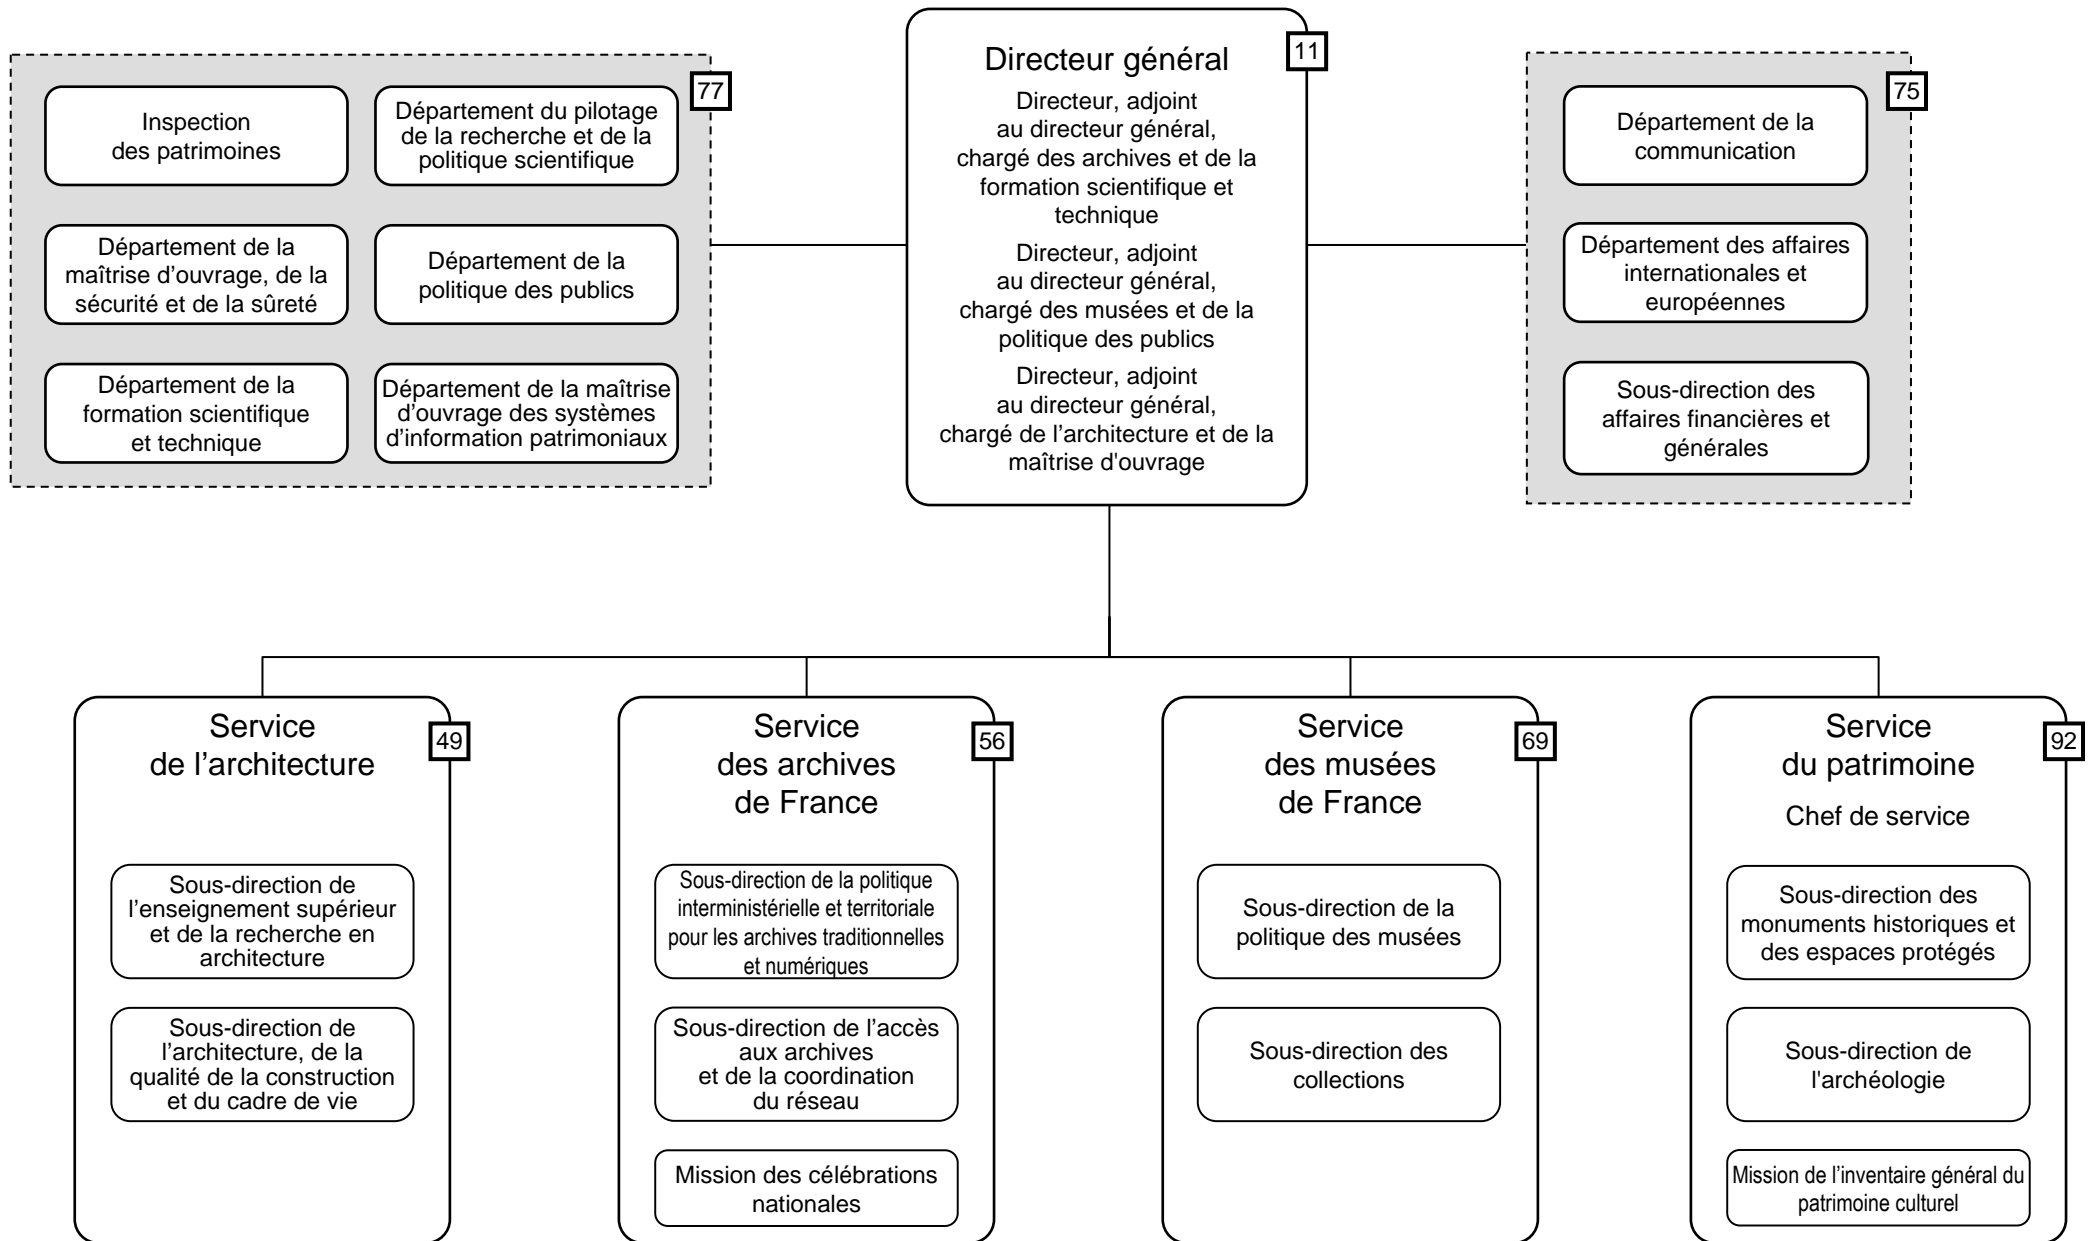 Directeur général
11
Directeur, adjoint
au directeur général,
chargé des archives et de la
formation scientifique et
technique
Directeur, adjoint
au directeur général,
chargé des musées et de la
politique des publics
Directeur, adjoint
au directeur général,
chargé de l’architecture et de la
maîtrise d'ouvrage
77
Inspection
des patrimoines
Département du pilotage
de la recherche et de la
politique scientifique
Département de la
maîtrise d’ouvrage, de la
sécurité et de la sûreté
Département de la
politique des publics
Département de la
formation scientifique
et technique
Département de la maîtrise
d’ouvrage des systèmes
d’information patrimoniaux
75
Département de la
communication
Département des affaires
internationales et
européennes
Sous-direction des
affaires financières et
générales
Service
de l’architecture
49
Sous-direction de
l’enseignement supérieur
et de la recherche en
architecture
Sous-direction de
l’architecture, de la
qualité de la construction
et du cadre de vie
Service
des archives
de France
56
Sous-direction de la politique
interministérielle et territoriale
pour les archives traditionnelles
et numériques
Sous-direction de l’accès
aux archives
et de la coordination
du réseau
Mission des célébrations
nationales
Service
des musées
de France
69
Sous-direction de la
politique des musées
Sous-direction des
collections
Service
du patrimoine
92
Chef de service
Sous-direction des
monuments historiques et
des espaces protégés
Sous-direction de
l'archéologie
Mission de l’inventaire général du
patrimoine culturel